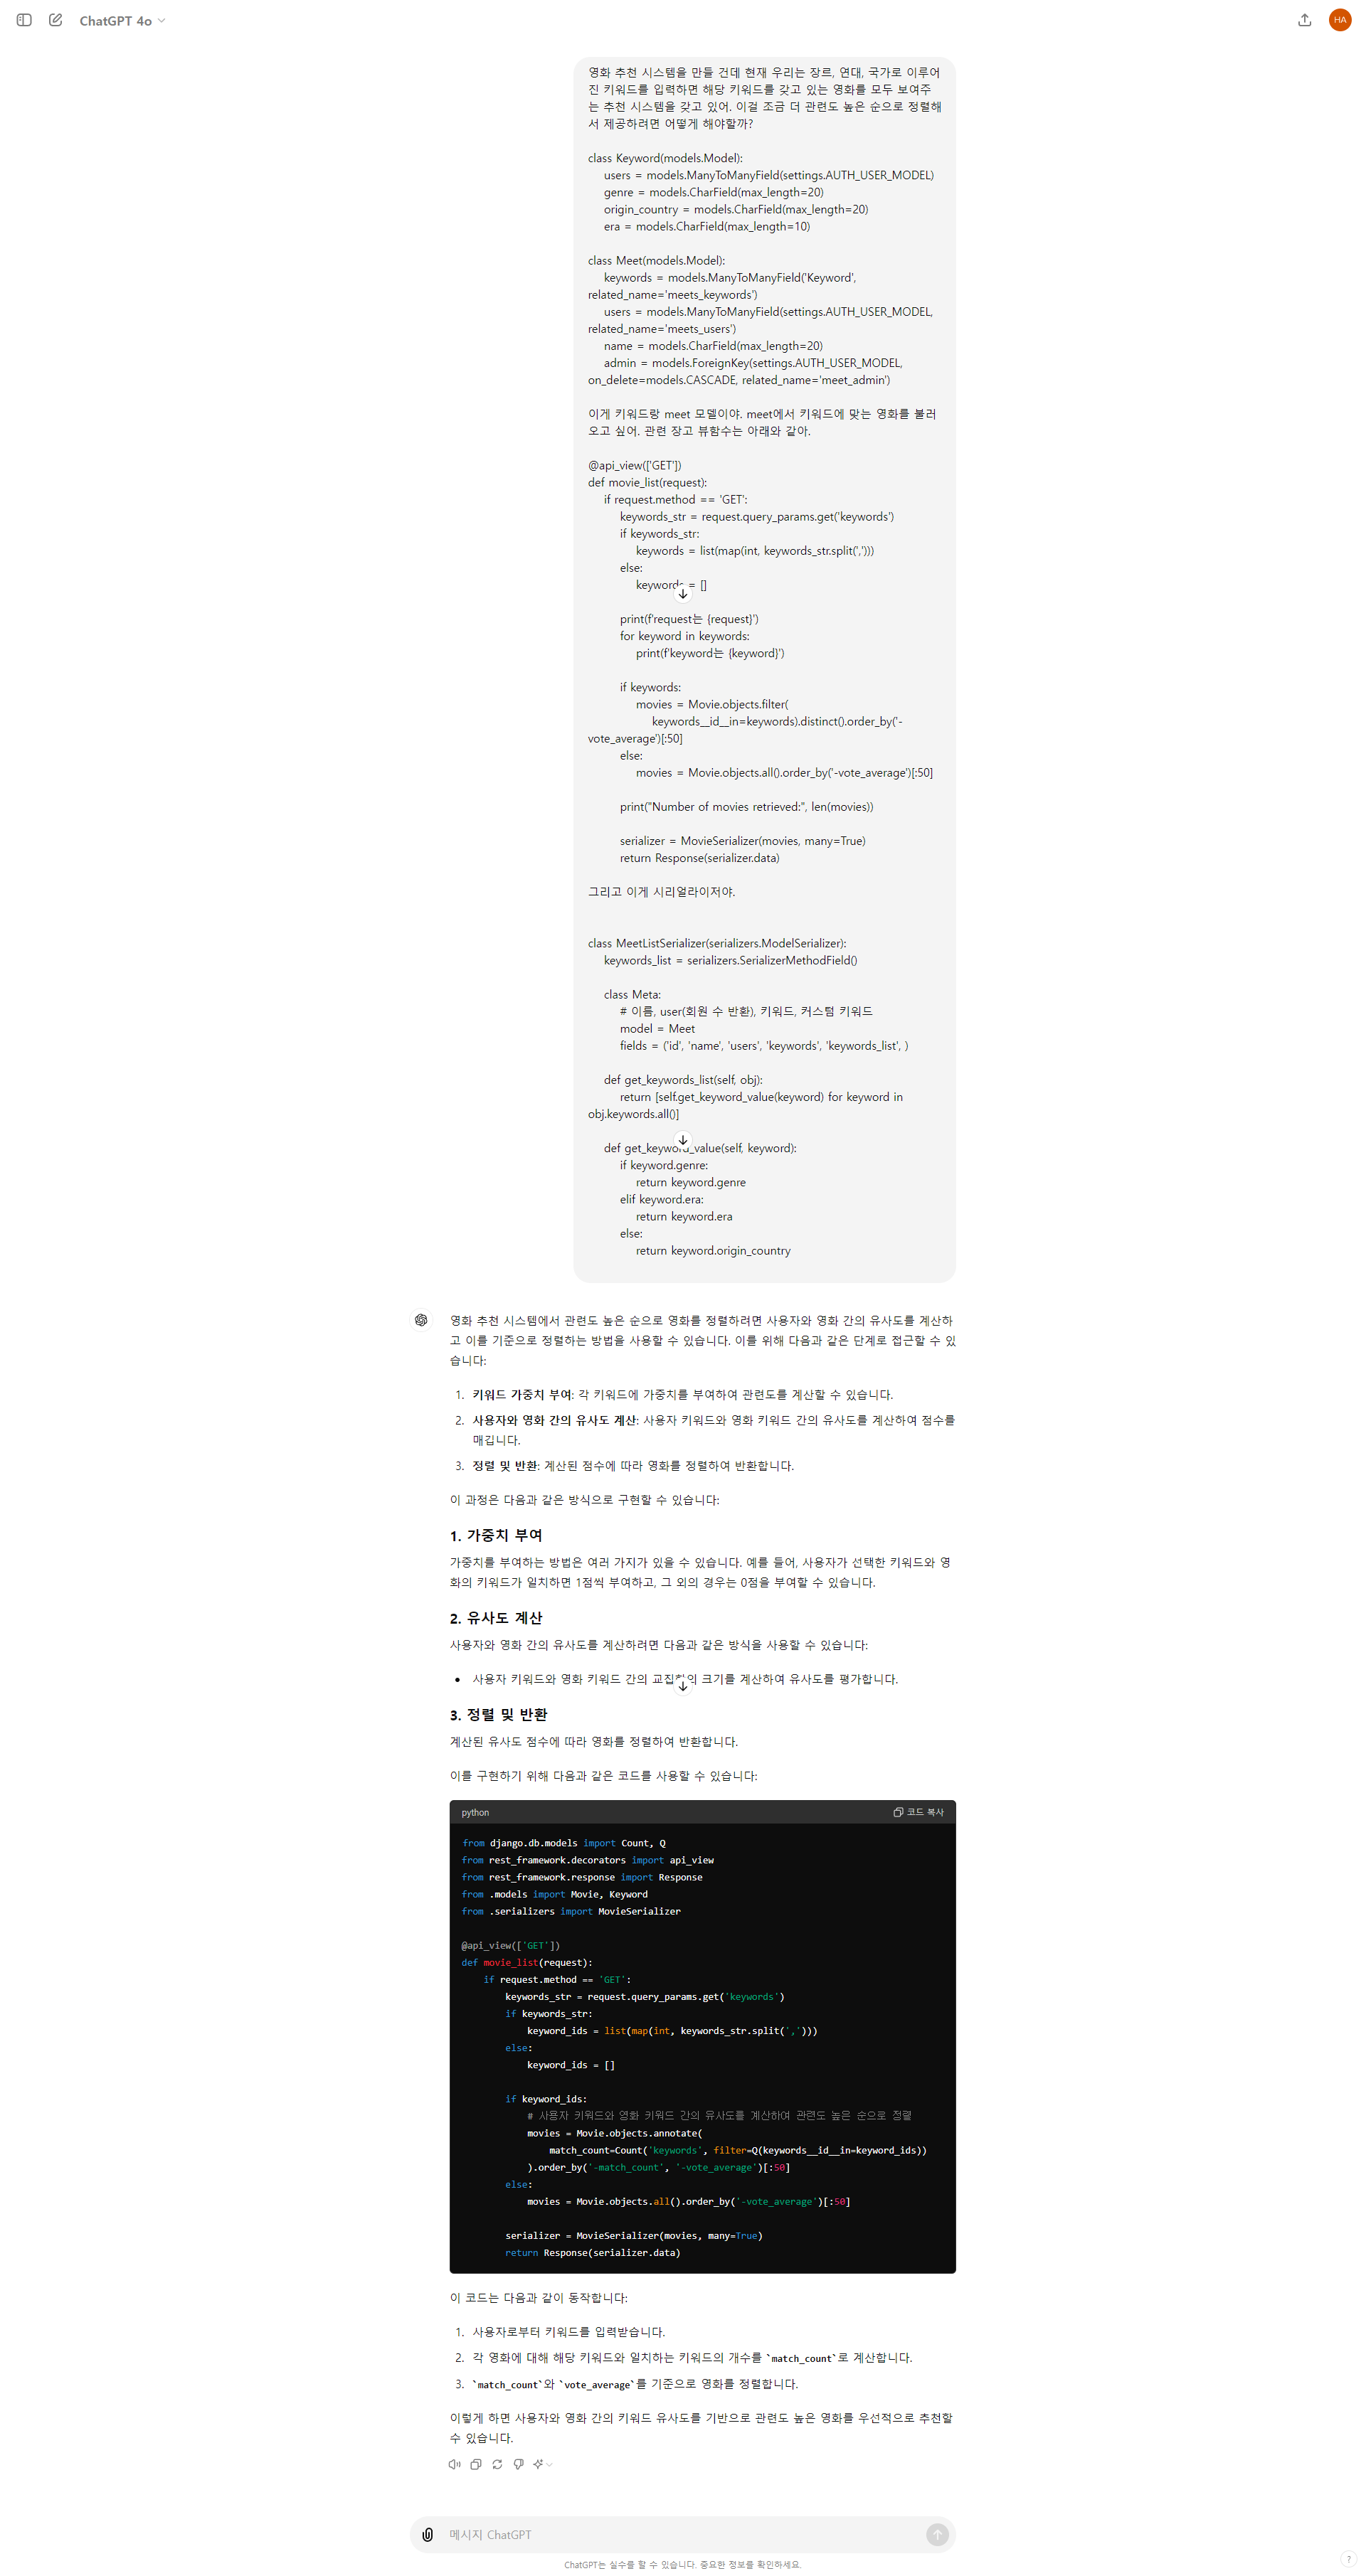 ChatGPT 4o
HA
영화 추천 시스템을 만들 건데 현재 우리는 장르, 연대, 국가로 이루어
진 키워드를 입력하면 해당 키워드를 갖고 있는 영화를 모두 보여주
는 추천 시스템을 갖고 있어. 이걸 조금 더 관련도 높은 순으로 정렬해
서 제공하려면 어떻게 해야할까?
class Keyword(models.Model):
users = models.ManyToManyField(settings.AUTH_USER_MODEL)
genre = models.CharField(max_length=20)
origin_country = models.CharField(max_length=20)
era = models.CharField(max_length=10)
class Meet(models.Model):
keywords = models.ManyToManyField('Keyword',
related_name='meets_keywords')
users = models.ManyToManyField(settings.AUTH_USER_MODEL,
related_name='meets_users')
name = models.CharField(max_length=20)
admin = models.ForeignKey(settings.AUTH_USER_MODEL,
on_delete=models.CASCADE, related_name='meet_admin')
이게 키워드랑 meet 모델이야. meet에서 키워드에 맞는 영화를 불러
오고 싶어. 관련 장고 뷰함수는 아래와 같아.
@api_view(['GET'])
def movie_list(request):
if request.method == 'GET':
keywords_str = request.query_params.get('keywords')
if keywords_str:
keywords = list(map(int, keywords_str.split(',')))
else:
keywords = []
print(f'request는 {request}')
for keyword in keywords:
print(f'keyword는 {keyword}')
if keywords:
movies = Movie.objects.filter(
keywords__id__in=keywords).distinct().order_by('-
vote_average')[:50]
else:
movies = Movie.objects.all().order_by('-vote_average')[:50]
print("Number of movies retrieved:", len(movies))
serializer = MovieSerializer(movies, many=True)
return Response(serializer.data)
그리고 이게 시리얼라이저야.
class MeetListSerializer(serializers.ModelSerializer):
keywords_list = serializers.SerializerMethodField()
class Meta:
# 이름, user(회원 수 반환), 키워드, 커스텀 키워드
model = Meet
fields = ('id', 'name', 'users', 'keywords', 'keywords_list', )
def get_keywords_list(self, obj):
return [self.get_keyword_value(keyword) for keyword in
obj.keywords.all()]
def get_keyword_value(self, keyword):
if keyword.genre:
return keyword.genre
elif keyword.era:
return keyword.era
else:
return keyword.origin_country
영화 추천 시스템에서 관련도 높은 순으로 영화를 정렬하려면 사용자와 영화 간의 유사도를 계산하
고 이를 기준으로 정렬하는 방법을 사용할 수 있습니다. 이를 위해 다음과 같은 단계로 접근할 수 있
습니다:
1. 키워드 가중치 부여: 각 키워드에 가중치를 부여하여 관련도를 계산할 수 있습니다.
2. 사용자와 영화 간의 유사도 계산: 사용자 키워드와 영화 키워드 간의 유사도를 계산하여 점수를
매깁니다.
3. 정렬 및 반환: 계산된 점수에 따라 영화를 정렬하여 반환합니다.
이 과정은 다음과 같은 방식으로 구현할 수 있습니다:
1. 가중치 부여
가중치를 부여하는 방법은 여러 가지가 있을 수 있습니다. 예를 들어, 사용자가 선택한 키워드와 영
화의 키워드가 일치하면 1점씩 부여하고, 그 외의 경우는 0점을 부여할 수 있습니다.
2. 유사도 계산
사용자와 영화 간의 유사도를 계산하려면 다음과 같은 방식을 사용할 수 있습니다:
• 사용자 키워드와 영화 키워드 간의 교집합의 크기를 계산하여 유사도를 평가합니다.
3. 정렬 및 반환
계산된 유사도 점수에 따라 영화를 정렬하여 반환합니다.
이를 구현하기 위해 다음과 같은 코드를 사용할 수 있습니다:
python
코드 복사
from django.db.models import Count, Q
from rest_framework.decorators import api_view
from rest_framework.response import Response
from .models import Movie, Keyword
from .serializers import MovieSerializer
@api_view(['GET'])
def movie_list(request):
if request.method == 'GET':
keywords_str = request.query_params.get('keywords')
if keywords_str:
keyword_ids = list(map(int, keywords_str.split(',')))
else:
keyword_ids = []
if keyword_ids:
# 사용자 키워드와 영화 키워드 간의 유사도를 계산하여 관련도 높은 순으로 정렬
movies = Movie.objects.annotate(
match_count=Count('keywords', filter=Q(keywords__id__in=keyword_ids))
).order_by('-match_count', '-vote_average')[:50]
else:
movies = Movie.objects.all().order_by('-vote_average')[:50]
serializer = MovieSerializer(movies, many=True)
return Response(serializer.data)
이 코드는 다음과 같이 동작합니다:
1. 사용자로부터 키워드를 입력받습니다.
2. 각 영화에 대해 해당 키워드와 일치하는 키워드의 개수를 `match_count`로 계산합니다.
3. `match_count`와 `vote_average`를 기준으로 영화를 정렬합니다.
이렇게 하면 사용자와 영화 간의 키워드 유사도를 기반으로 관련도 높은 영화를 우선적으로 추천할
수 있습니다.
메시지 ChatGPT
ChatGPT는 실수를 할 수 있습니다. 중요한 정보를 확인하세요.
?